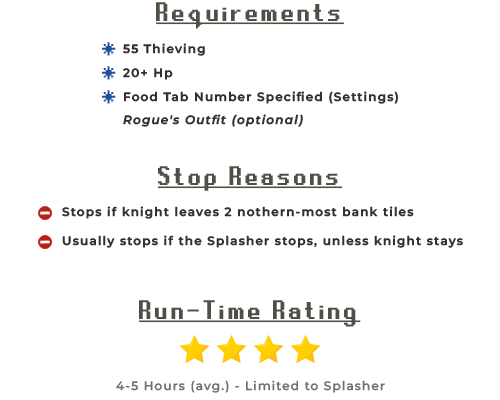 Requirements
55 Thieving
20+ Hp
Food Tab Number Specified (Settings)
Rogue's Outfit (optional)
Stop Reasons
Stops if knight leaves 2 nothern-most bank tiles
Usually stops if the Splasher stops, unless knight stays
Run-Time Rating
4-5 Hours (avg.) - Limited to Splasher